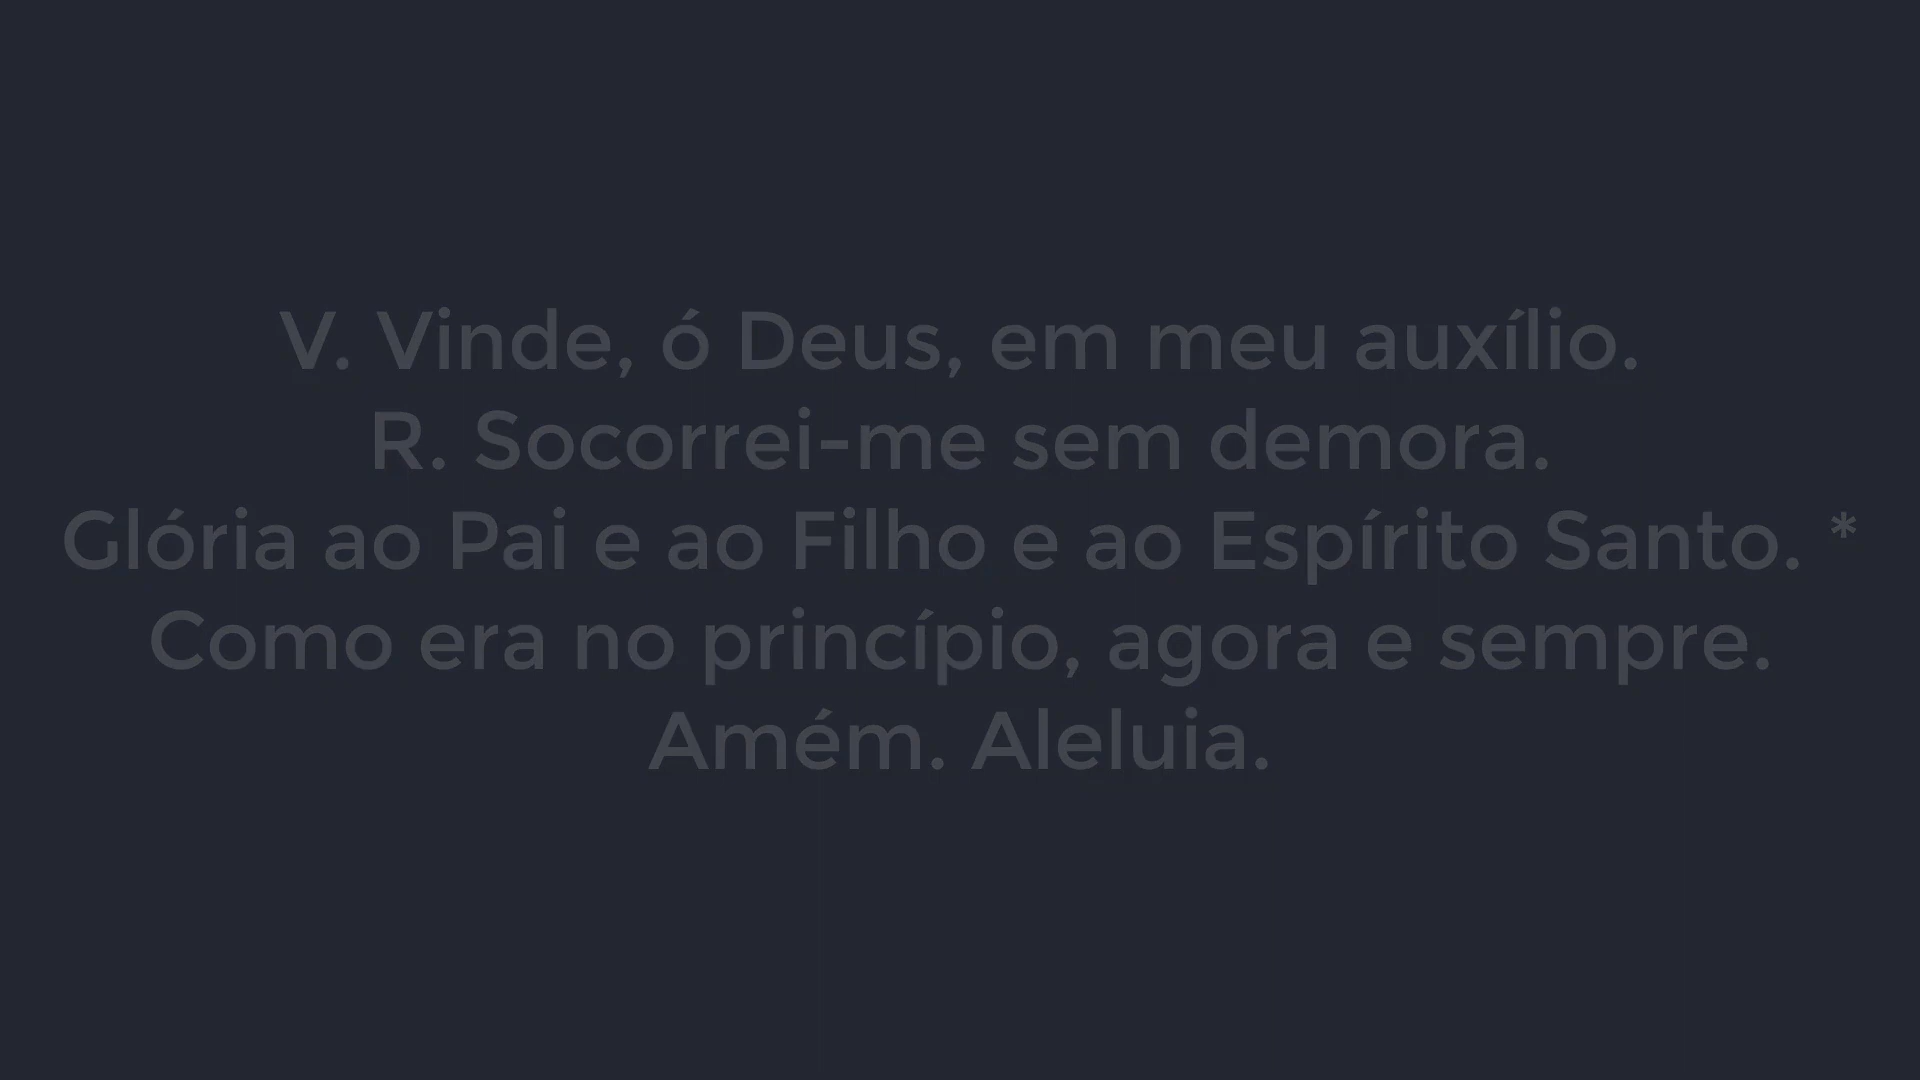 V. Vinde, ó Deus, em meu auxílio.
R. Socorrei-me sem demora.
Glória ao Pai e ao Filho e ao Espírito Santo. *
Como era no princípio, agora e sempre.
Amém. Aleluia.